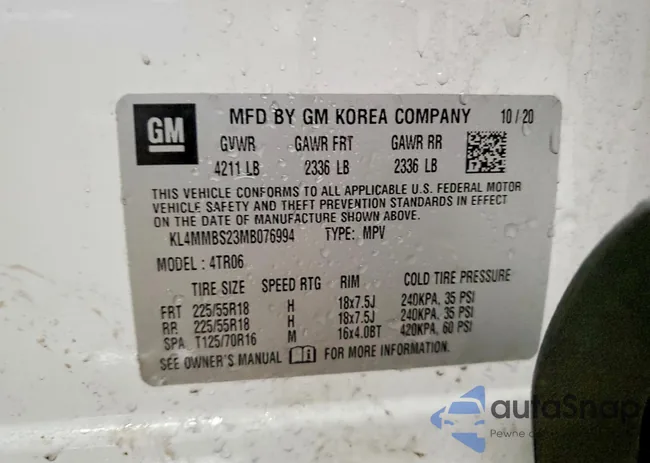 GM
MFD BY GM KOREA COMPANY 10/20
GVWR GAWR FRT GAWR RR
4211 LB 2336 LB 2336 LB
THIS VEHICLE CONFORMS TO ALL APPLICABLE U.S. FEDERAL MOTOR
VEHICLE SAFETY AND THEFT PREVENTION STANDARDS IN EFFECT
ON THE DATE OF MANUFACTURE SHOWN ABOVE.
KL4MMBS23MB076994 TYPE: MPV
MODEL : 4TR06
TIRE SIZE SPEED RTG RIM COLD TIRE PRESSURE
FRT 225/55R18 H 18x7.5J 240KPA, 35 PSI
RR 225/55R18 H 18x7.5J 240KPA, 35 PSI
SPA T125/70R16 M 16x4.0BT 420KPA, 60 PSI
SEE OWNER'S MANUAL FOR MORE INFORMATION.
autoSnap
Pewne